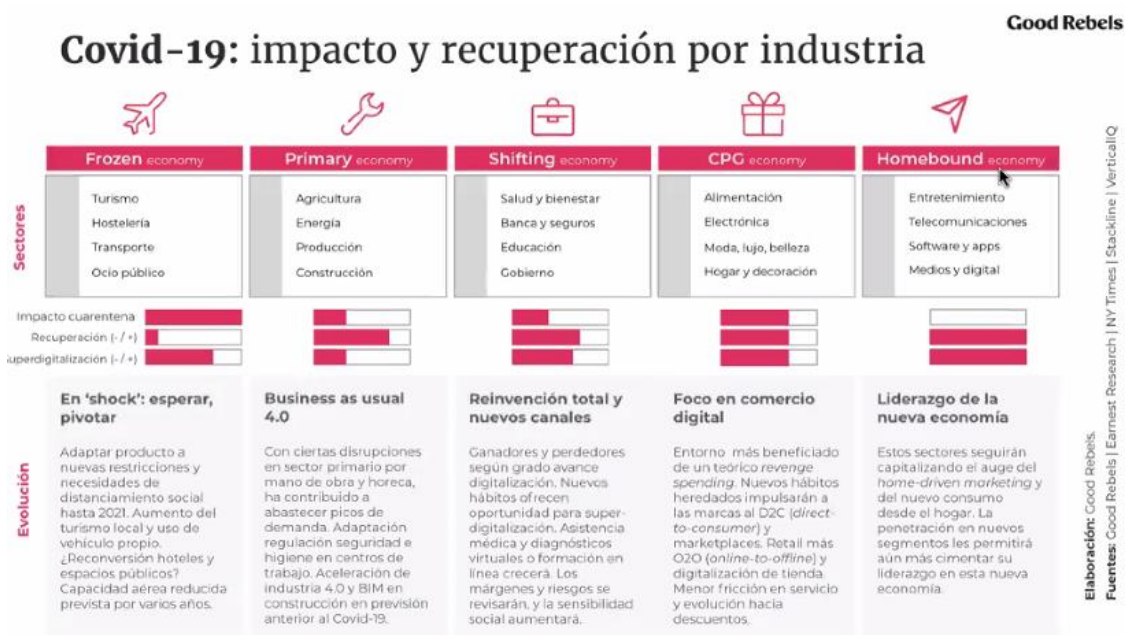 Good Rebels
Covid-19: impacto y recuperación por industria
Frozen economy
Primary economy
Shifting economy
CPG economy
Homebound economy
Sectores
Turismo
Hostelería
Transporte
Ocio público
Agricultura
Energía
Producción
Construcción
Salud y bienestar
Banca y seguros
Educación
Gobierno
Alimentación
Electrónica
Moda, lujo, belleza
Hogar y decoración
Entretenimiento
Telecomunicaciones
Software y apps
Medios y digital
Impacto cuarentena
Recuperación (- / +)
uperdigitalización (- / +)
Evolución
En ‘shock’: esperar,
pivotar
Adaptar producto a
nuevas restricciones y
necesidades de
distanciamiento social
hasta 2021. Aumento del
turismo local y uso de
vehículo propio.
¿Reconversión hoteles y
espacios públicos?
Capacidad aérea reducida
prevista por varios años.
Business as usual
4.0
Con ciertas disrupciones
en sector primario por
mano de obra y horeca,
ha contribuido a
abastecer picos de
demanda. Adaptación
regulación seguridad e
higiene en centros de
trabajo. Aceleración de
industria 4.0 y BIM en
construcción en previsión
anterior al Covid-19.
Reinvención total y
nuevos canales
Ganadores y perdedores
según grado avance
digitalización. Nuevos
hábitos ofrecen
oportunidad para super-
digitalización. Asistencia
médica y diagnósticos
virtuales o formación en
línea crecerá. Los
márgenes y riesgos se
revisarán, y la sensibilidad
social aumentará.
Foco en comercio
digital
Entorno más beneficiado
de un teórico revenge
spending. Nuevos hábitos
heredados impulsarán a
las marcas al D2C (direct-
to-consumer) y
marketplaces. Retail más
O2O (online-to-offline) y
digitalización de tienda.
Menor fricción en servicio
y evolución hacia
descuentos.
Liderazgo de la
nueva economía
Estos sectores seguirán
capitalizando el auge del
home-driven marketing y
del nuevo consumo
desde el hogar. La
penetración en nuevos
segmentos les permitirá
aún más cimentar su
liderazgo en esta nueva
economía.
Elaboración: Good Rebels.
Fuentes: Good Rebels | Earnest Research | NY Times | Stackline | VerticalIQ